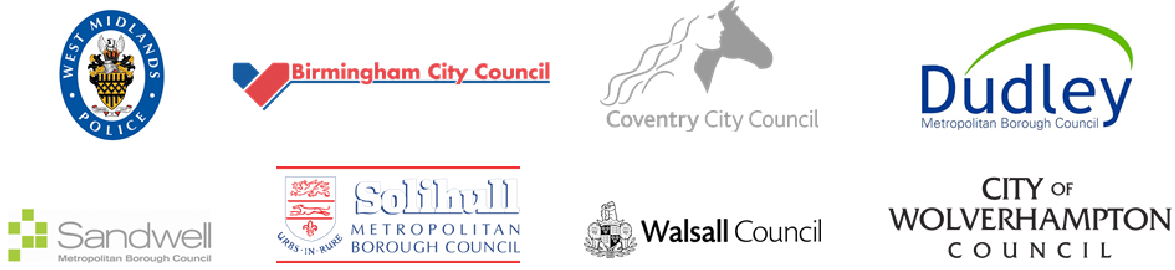 WEST MIDLANDS
POLICE
Birmingham City Council
Coventry City Council
Dudley
Metropolitan Borough Council
Sandwell
Metropolitan Borough Council
Solihull
METROPOLITAN
BOROUGH COUNCIL
URBS-IN-RURE
Walsall Council
CITY OF
WOLVERHAMPTON
COUNCIL